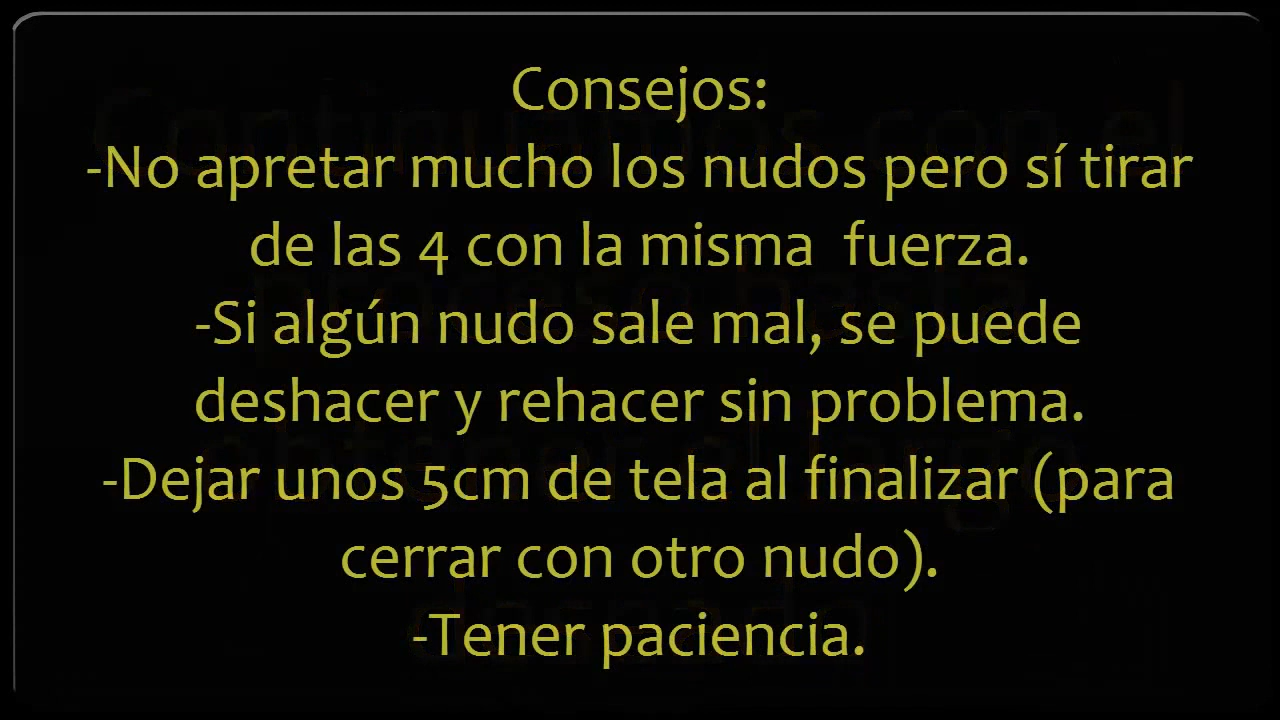 Consejos:
-No apretar mucho los nudos pero sí tirar
de las 4 con la misma  fuerza.
-Si algún nudo sale mal, se puede
deshacer y rehacer sin problema.
-Dejar unos 5cm de tela al finalizar (para
cerrar con otro nudo).
-Tener paciencia.